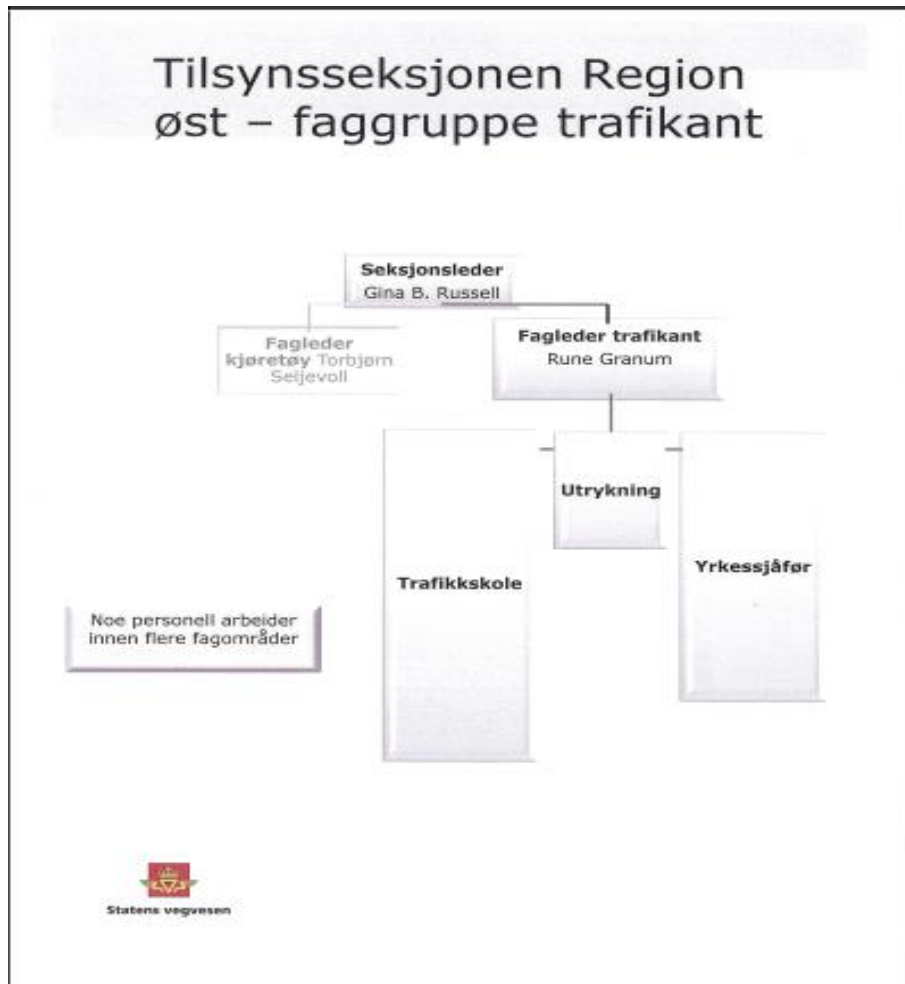 Tilsynsseksjonen Region
øst – faggruppe trafikant
Seksjonsleder
Gina B. Russell
Fagleder
kjøretøy Torbjørn
Seljevoll
Fagleder trafikant
Rune Granum
Utrykning
Trafikkskole
Yrkessjåfør
Noe personell arbeider
innen flere fagområder
Statens vegvesen